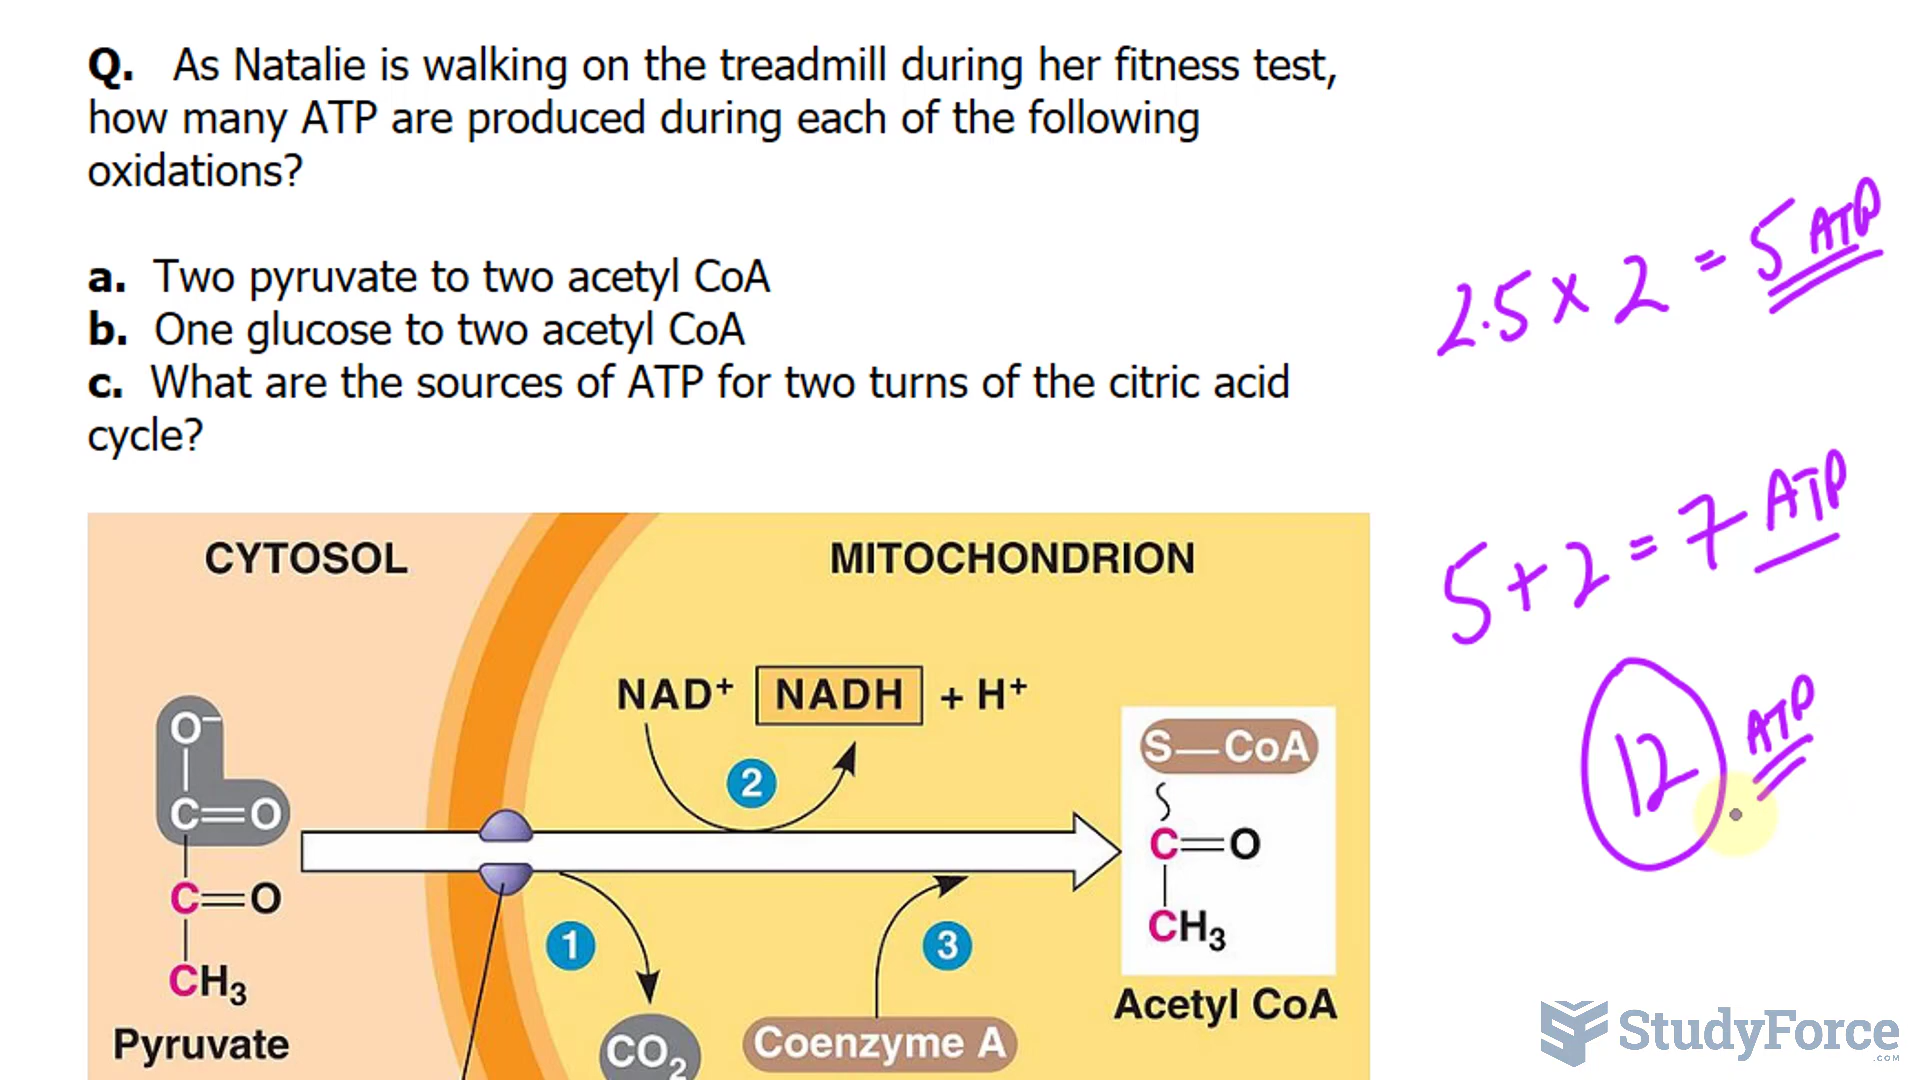 Q. As Natalie is walking on the treadmill during her fitness test,
how many ATP are produced during each of the following
oxidations?
a. Two pyruvate to two acetyl CoA
b. One glucose to two acetyl CoA
c. What are the sources of ATP for two turns of the citric acid
cycle?
2.5 x 2 = 5 ATP
5 + 2 = 7 ATP
12 ATP
CYTOSOL
MITOCHONDRION
NAD+ NADH + H+
2
O−
C=O
C=O
CH3
Pyruvate
1
CO2
3
Coenzyme A
S—CoA
C=O
CH3
Acetyl CoA
StudyForce
.COM